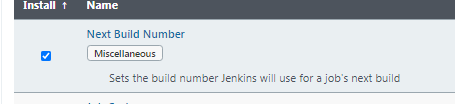 Install ↑ Name
Next Build Number
Miscellaneous
Sets the build number Jenkins will use for a job's next build